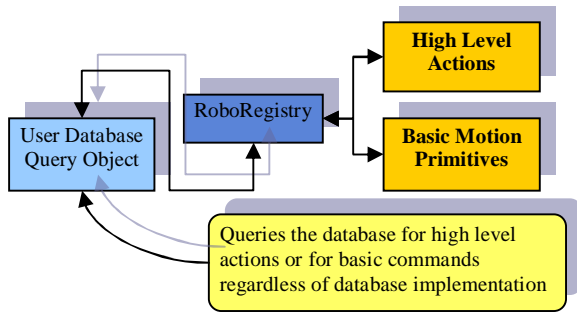 High Level
Actions
RoboRegistry
User Database
Query Object
Basic Motion
Primitives
Queries the database for high level
actions or for basic commands
regardless of database implementation